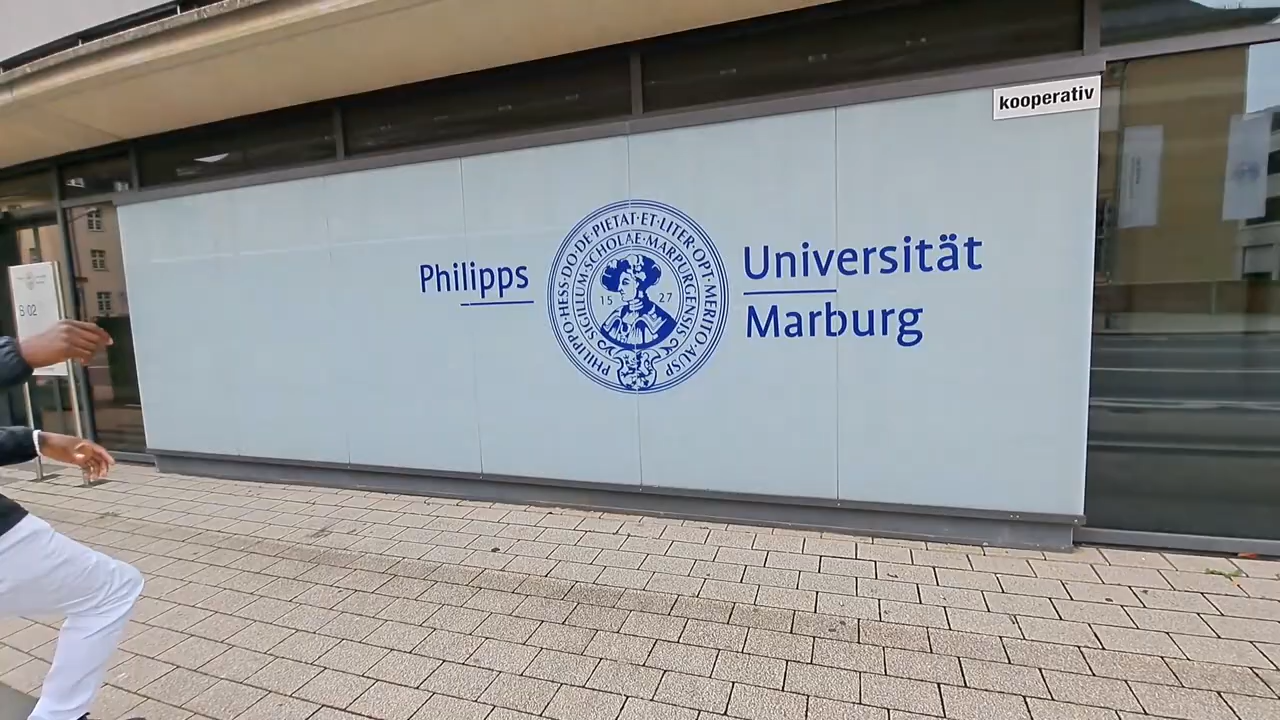 kooperativ
Philipps
Universität
Marburg
PHILIPPO·HESS·DO·DE·PIETAT·ET·LITER·OPT·MERITO·AUSP
SIGILLUM·SCHOLAE·MARPURGENSIS
15 27
S 02